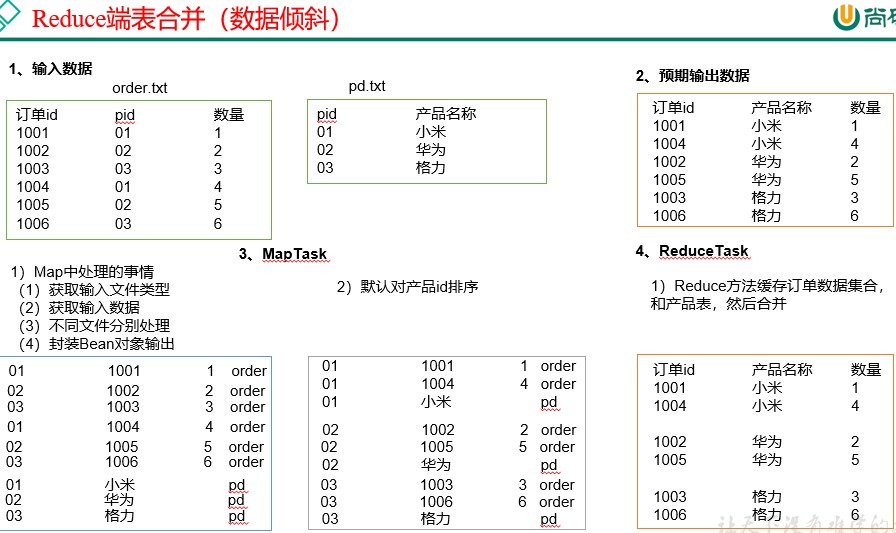 Reduce端表合并（数据倾斜）
1、输入数据
order.txt
订单id pid 数量
1001 01 1
1002 02 2
1003 03 3
1004 01 4
1005 02 5
1006 03 6
pd.txt
pid 产品名称
01 小米
02 华为
03 格力
2、预期输出数据
订单id 产品名称 数量
1001 小米 1
1004 小米 4
1002 华为 2
1005 华为 5
1003 格力 3
1006 格力 6
3、MapTask
1）Map中处理的事情
（1）获取输入文件类型
（2）获取输入数据
（3）不同文件分别处理
（4）封装Bean对象输出
01 1001 1 order
02 1002 2 order
03 1003 3 order
01 1004 4 order
02 1005 5 order
03 1006 6 order
01 小米 pd
02 华为 pd
03 格力 pd
2）默认对产品id排序
01 1001 1 order
01 1004 4 order
01 小米 pd
02 1002 2 order
02 1005 5 order
02 华为 pd
03 1003 3 order
03 1006 6 order
03 格力 pd
4、ReduceTask
1）Reduce方法缓存订单数据集合，
和产品表，然后合并
订单id 产品名称 数量
1001 小米 1
1004 小米 4
1002 华为 2
1005 华为 5
1003 格力 3
1006 格力 6